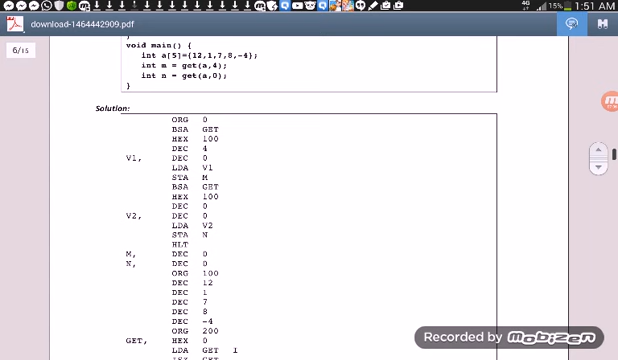 4G 15% 1:51 AM
download-1464442909.pdf
6/15
void main() {
int a[5]={12,1,7,8,-4};
int m = get(a,4);
int n = get(a,0);
}
Solution:
ORG 0
BSA GET
HEX 100
DEC 4
V1, DEC 0
LDA V1
STA M
BSA GET
HEX 100
DEC 0
V2, DEC 0
LDA V2
STA N
HLT
M, DEC 0
N, DEC 0
ORG 100
DEC 12
DEC 1
DEC 7
DEC 8
DEC -4
ORG 200
GET, HEX 0
LDA GET I
Recorded by
mobizen